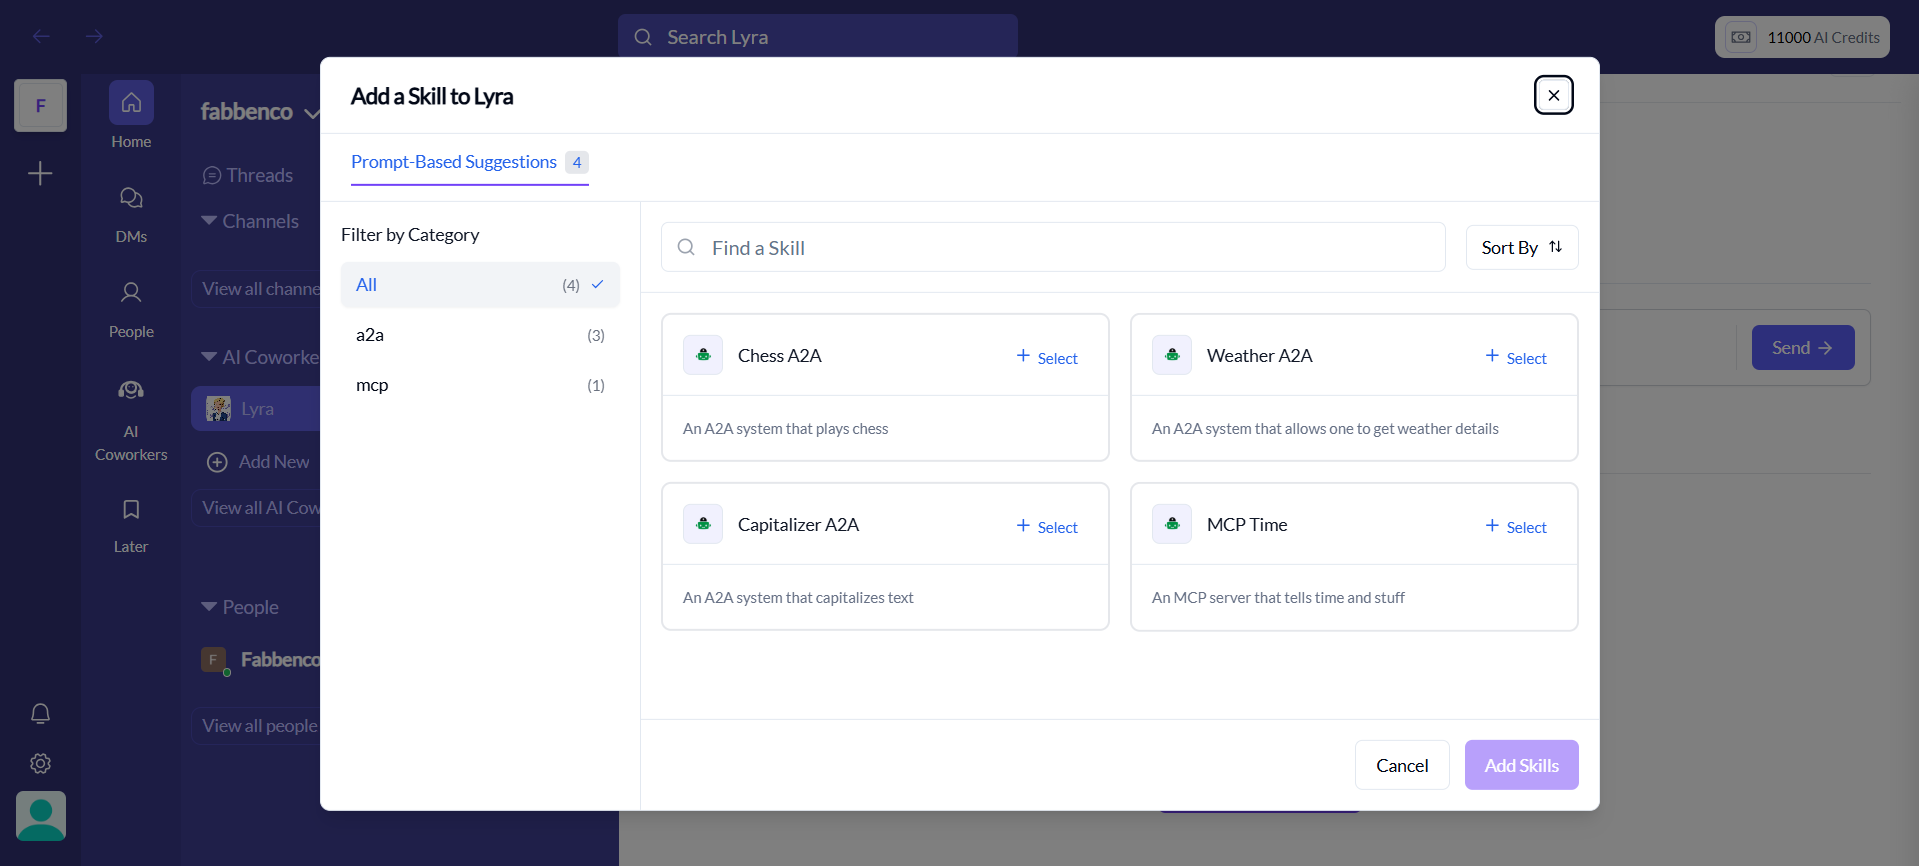 Search Lyra
11000 AI Credits
F
Home
DMs
People
AI
Coworkers
Later
fabbenco
Threads
Channels
View all channe
AI Coworke
Lyra
Add New
View all AI Cow
People
F
Fabbenco
View all people
Add a Skill to Lyra
Prompt-Based Suggestions 4
Filter by Category
All (4)
a2a (3)
mcp (1)
Find a Skill
Sort By
Chess A2A
Select
An A2A system that plays chess
Weather A2A
Select
An A2A system that allows one to get weather details
Capitalizer A2A
Select
An A2A system that capitalizes text
MCP Time
Select
An MCP server that tells time and stuff
Cancel
Add Skills
Send